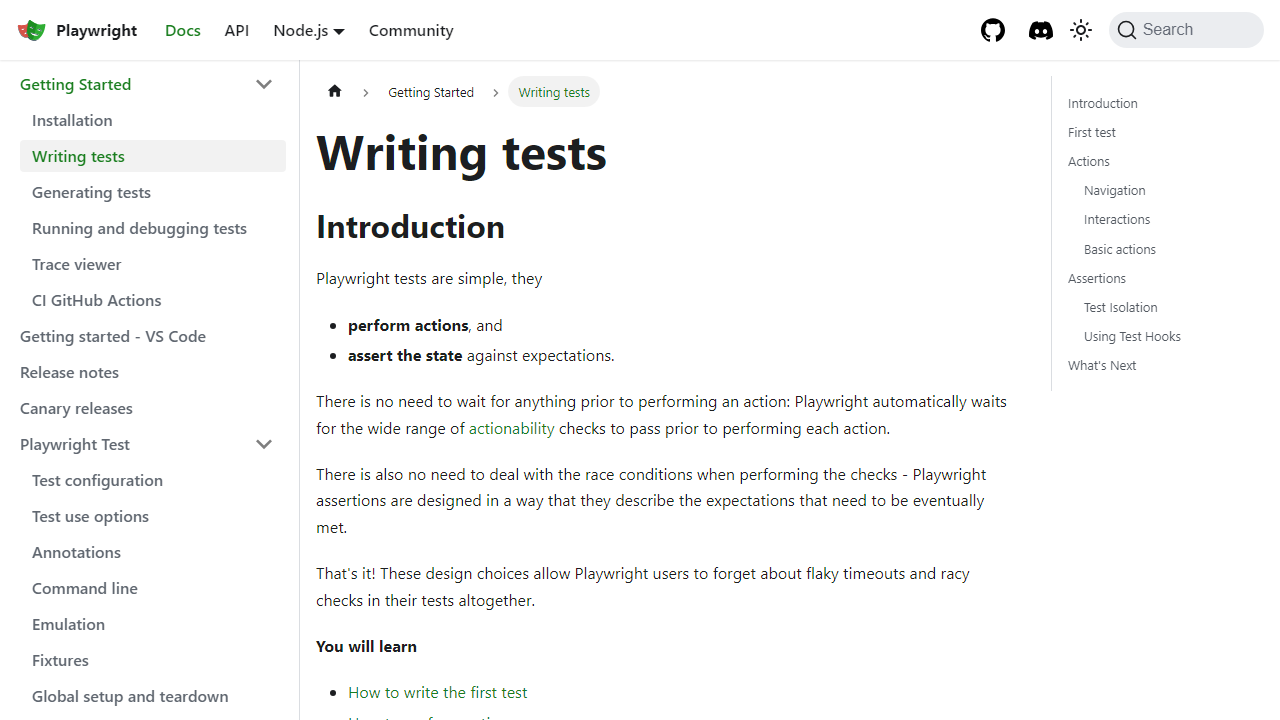 Playwright
Docs
API
Node.js
Community
Search
Getting Started
Installation
Writing tests
Generating tests
Running and debugging tests
Trace viewer
CI GitHub Actions
Getting started - VS Code
Release notes
Canary releases
Playwright Test
Test configuration
Test use options
Annotations
Command line
Emulation
Fixtures
Global setup and teardown
Getting Started
Writing tests
Writing tests
Introduction
Playwright tests are simple, they
perform actions, and
assert the state against expectations.
There is no need to wait for anything prior to performing an action: Playwright automatically waits
for the wide range of actionability checks to pass prior to performing each action.
There is also no need to deal with the race conditions when performing the checks - Playwright
assertions are designed in a way that they describe the expectations that need to be eventually
met.
That's it! These design choices allow Playwright users to forget about flaky timeouts and racy
checks in their tests altogether.
You will learn
How to write the first test
Introduction
First test
Actions
Navigation
Interactions
Basic actions
Assertions
Test Isolation
Using Test Hooks
What's Next